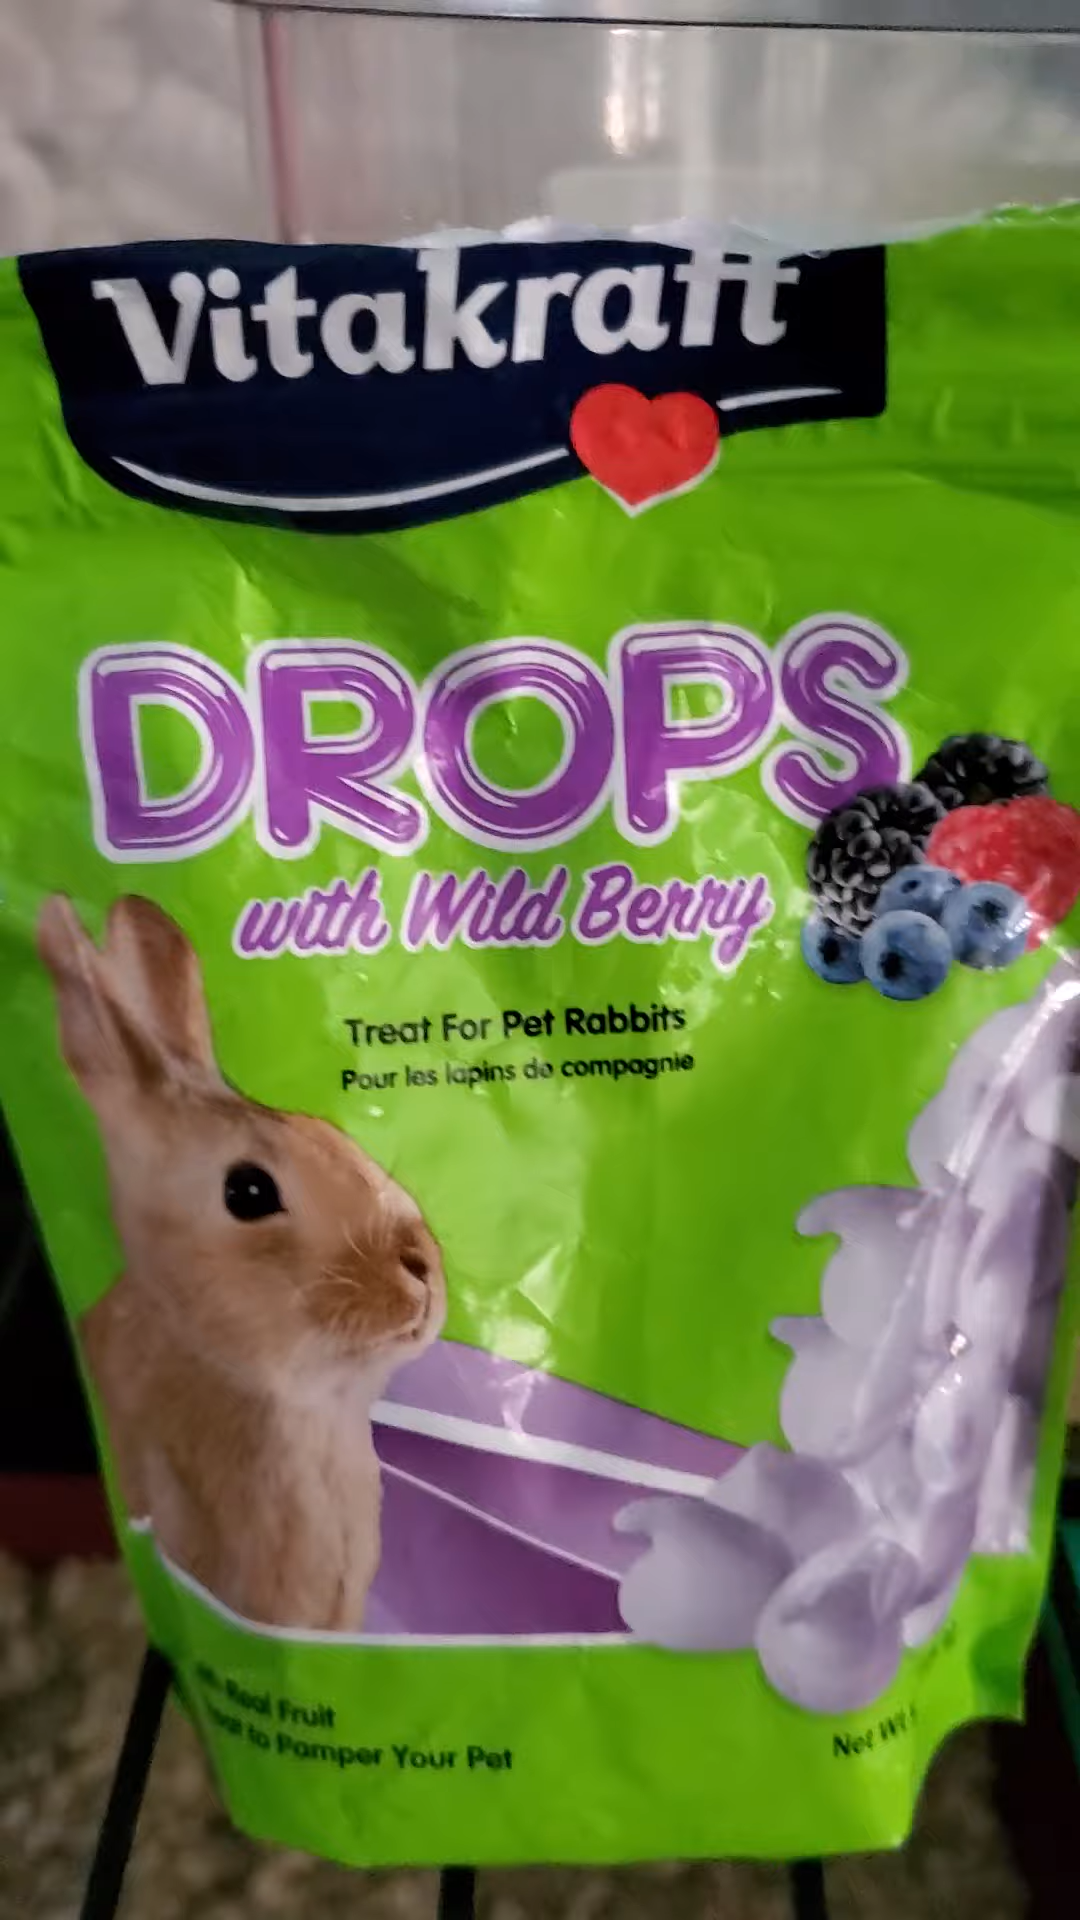 Vitakraft
DROPS
with Wild Berry
Treat For Pet Rabbits
Pour les lapins de compagnie
Real Fruit
to Pamper Your Pet
Net Wt